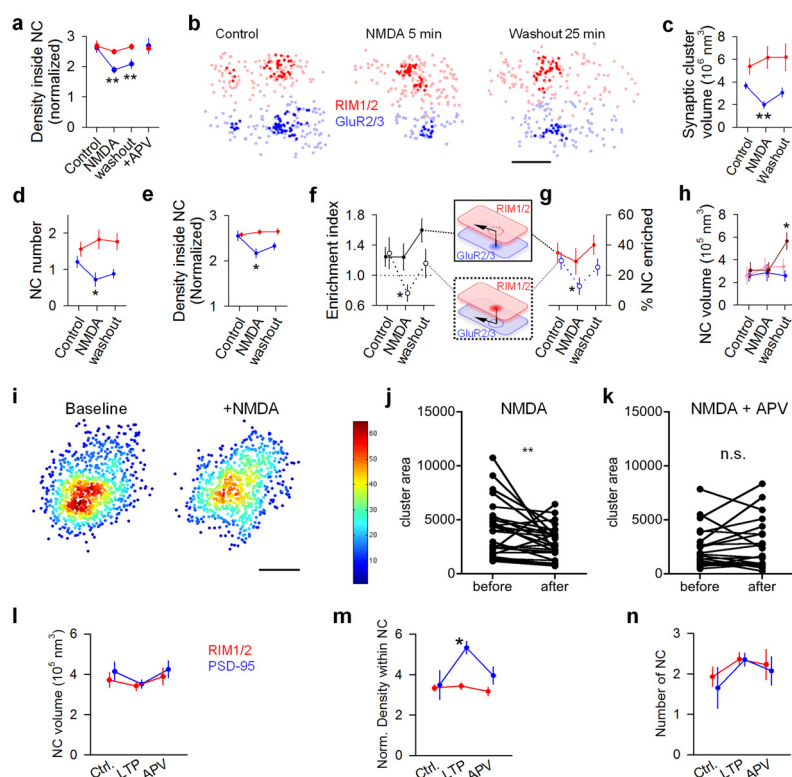 a
Density inside NC
(normalized)
3
2
1
0
**
**
Control
NMDA
washout
+APV
b
Control
NMDA 5 min
Washout 25 min
RIM1/2
GluR2/3
c
Synaptic cluster
volume (10⁶ nm³)
8
6
4
2
0
**
Control
NMDA
Washout
d
NC number
2
1
0
*
Control
NMDA
washout
e
Density inside NC
(Normalized)
3
2
1
0
*
Control
NMDA
washout
f
Enrichment index
1.8
1.4
1.0
0.6
*
Control
NMDA
washout
RIM1/2
GluR2/3
RIM1/2
GluR2/3
g
60
40
20
0
% NC enriched
*
Control
NMDA
washout
h
NC volume (10⁵ nm³)
8
6
4
2
0
*
Control
NMDA
washout
i
Baseline
+NMDA
60
50
40
30
20
10
j
NMDA
cluster area
15000
10000
5000
0
**
before
after
k
NMDA + APV
cluster area
15000
10000
5000
0
n.s.
before
after
l
NC volume (10⁵ nm³)
6
4
2
0
RIM1/2
PSD-95
Ctrl.
LTP
APV
m
Norm. Density within NC
6
4
2
0
*
Ctrl.
LTP
APV
n
Number of NC
3
2
1
0
Ctrl.
LTP
APV